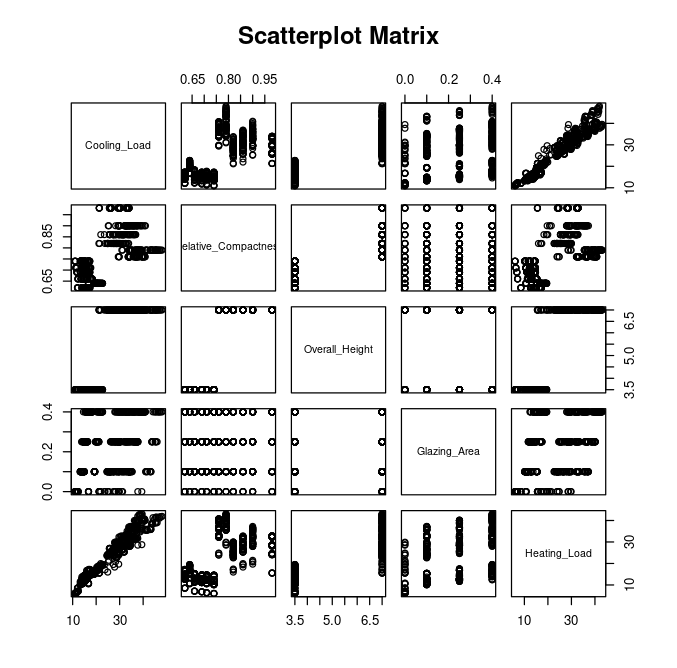 Scatterplot Matrix
0.65 0.80 0.95 0.0 0.2 0.4
Cooling_Load
10 30
0.65 0.85
elative_Compactnes
Overall_Height
3.5 5.0 6.5
Glazing_Area
0.0 0.2 0.4
Heating_Load
10 30
10 30 3.5 5.0 6.5